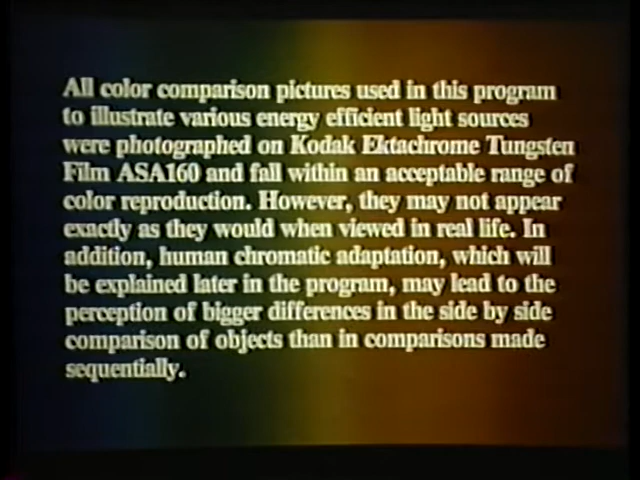 All color comparison pictures used in this program
to illustrate various energy efficient light sources
were photographed on Kodak Ektachrome Tungsten
Film ASA160 and fall within an acceptable range of
color reproduction. However, they may not appear
exactly as they would when viewed in real life. In
addition, human chromatic adaptation, which will
be explained later in the program, may lead to the
perception of bigger differences in the side by side
comparison of objects than in comparisons made
sequentially.